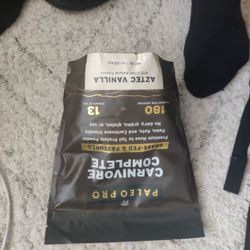 PALEO PRO
CARNIVORE
COMPLETE
GRASS-FED & PASTURED
Premium Nose to Tail Protein Powder
Paleo, Keto, and Carnivore Friendly
No dairy, grains, gluten, or soy
180
13
AZTEC VANILLA